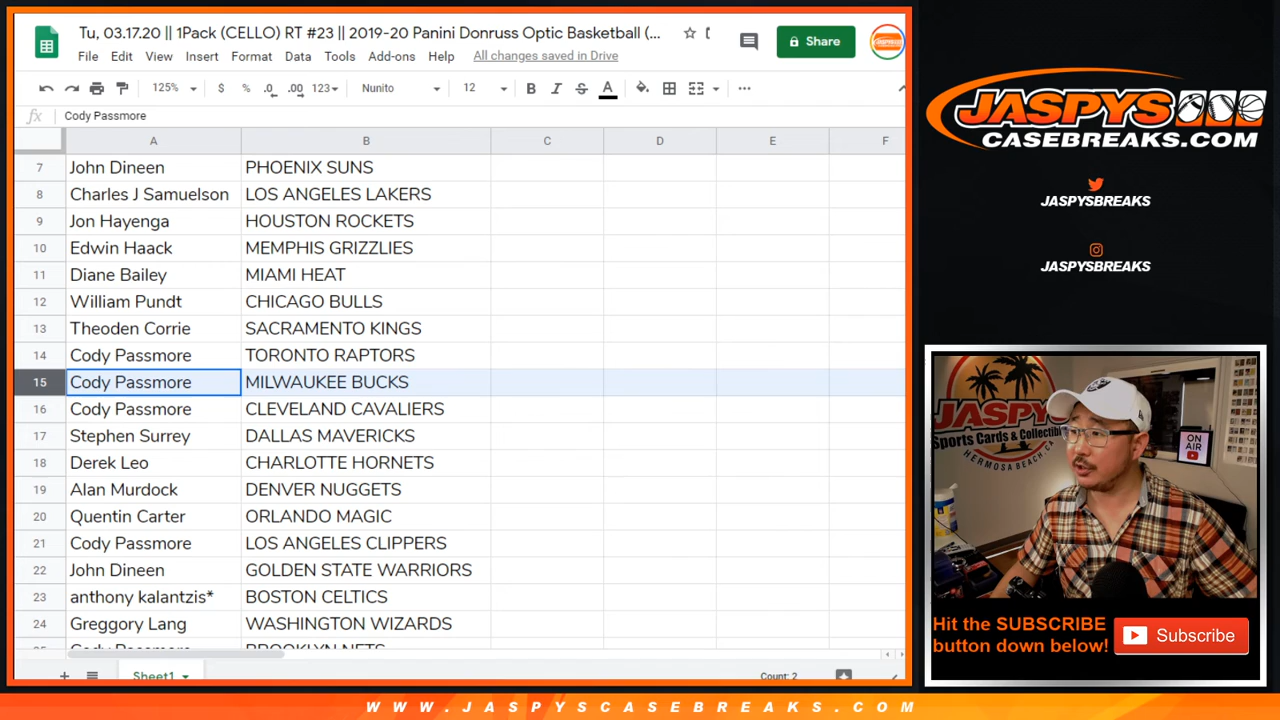 Tu, 03.17.20 || 1Pack (CELLO) RT #23 || 2019-20 Panini Donruss Optic Basketball (...
Share
File Edit View Insert Format Data Tools Add-ons Help All changes saved in Drive
125% $ % .0 .00 123 Nunito 12 B I S A ...
fx Cody Passmore
A B C D E F
7 John Dineen PHOENIX SUNS
8 Charles J Samuelson LOS ANGELES LAKERS
9 Jon Hayenga HOUSTON ROCKETS
10 Edwin Haack MEMPHIS GRIZZLIES
11 Diane Bailey MIAMI HEAT
12 William Pundt CHICAGO BULLS
13 Theoden Corrie SACRAMENTO KINGS
14 Cody Passmore TORONTO RAPTORS
15 Cody Passmore MILWAUKEE BUCKS
16 Cody Passmore CLEVELAND CAVALIERS
17 Stephen Surrey DALLAS MAVERICKS
18 Derek Leo CHARLOTTE HORNETS
19 Alan Murdock DENVER NUGGETS
20 Quentin Carter ORLANDO MAGIC
21 Cody Passmore LOS ANGELES CLIPPERS
22 John Dineen GOLDEN STATE WARRIORS
23 anthony kalantzis* BOSTON CELTICS
24 Greggory Lang WASHINGTON WIZARDS
25 Cody Passmore BROOKLYN NETS
Sheet1 Count: 2
JASPYS
CASEBREAKS.COM
JASPYSBREAKS
JASPYSBREAKS
JASPYS
Sports Cards & Collectibl
HERMOSA BEACH, CA
ON
AIR
Hit the SUBSCRIBE
button down below!
Subscribe
WWW.JASPYSCASEBREAKS.COM